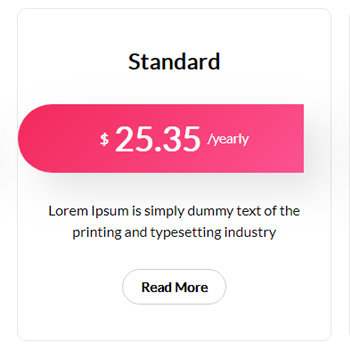 Standard
$ 25.35 /yearly
Lorem Ipsum is simply dummy text of the
printing and typesetting industry
Read More